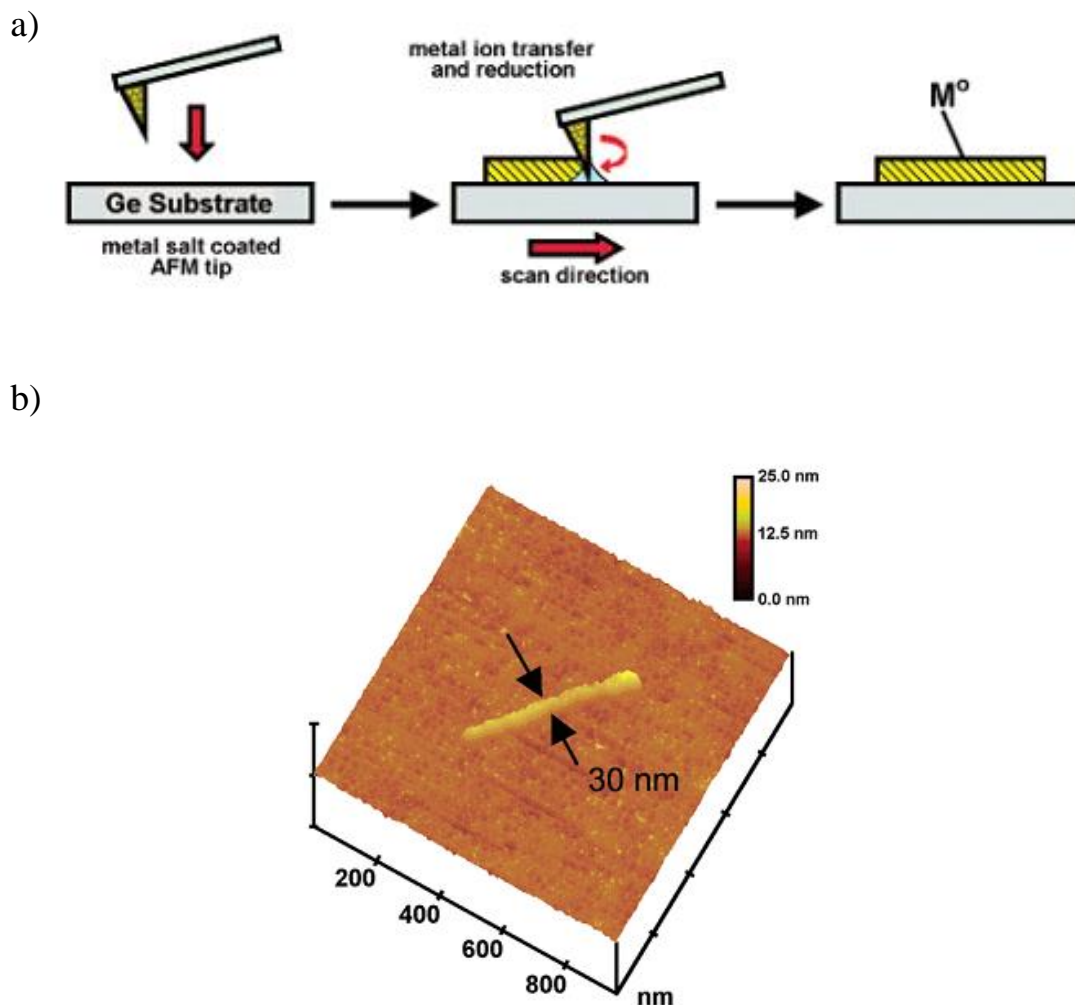 a)
metal ion transfer
and reduction
M°
Ge Substrate
metal salt coated
AFM tip
scan direction
b)
25.0 nm
12.5 nm
0.0 nm
30 nm
200
400
600
800
nm